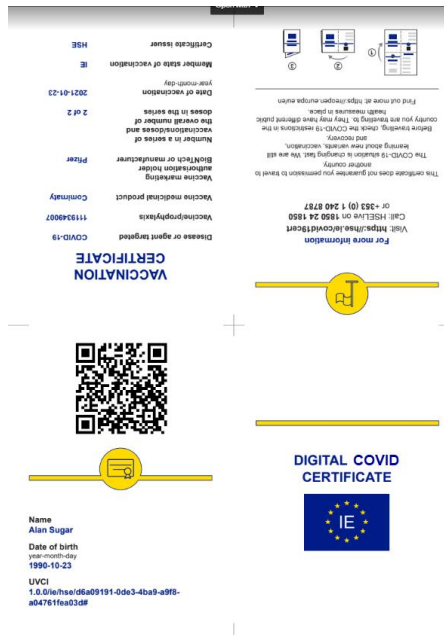 VACCINATION
CERTIFICATE
Disease or agent targeted COVID-19
Vaccine/prophylaxis 1119349007
Vaccine medicinal product Comirnaty
Vaccine marketing
authorisation holder
BioNTech or manufacturer Pfizer
Number in a series of
vaccinations/doses and
the overall number of
doses in the series 2 of 2
Date of vaccination 2021-01-23
year-month-day
Member state of vaccination IE
Certificate issuer HSE
For more information
Visit: https://hse/ie/covid19cert
Call: HSELive on 1850 24 1850
or +353 (0) 1 240 8787
This certificate does not guarantee you permission to travel to
another country.
The COVID-19 situation is changing fast. We are still
learning about new variants, vaccination,
and recovery.
Before travelling, check the COVID-19 restrictions in the
country you are travelling to. They may have different public
health measures in place.
Find out more at: https://reopen.europa.eu/en
1
2
3
Name
Alan Sugar
Date of birth
year-month-day
1990-10-23
UVCI
1.0.0/ie/hse/d6a09191-0de3-4ba9-a9f8-
a04761fea03d#
DIGITAL COVID
CERTIFICATE
IE